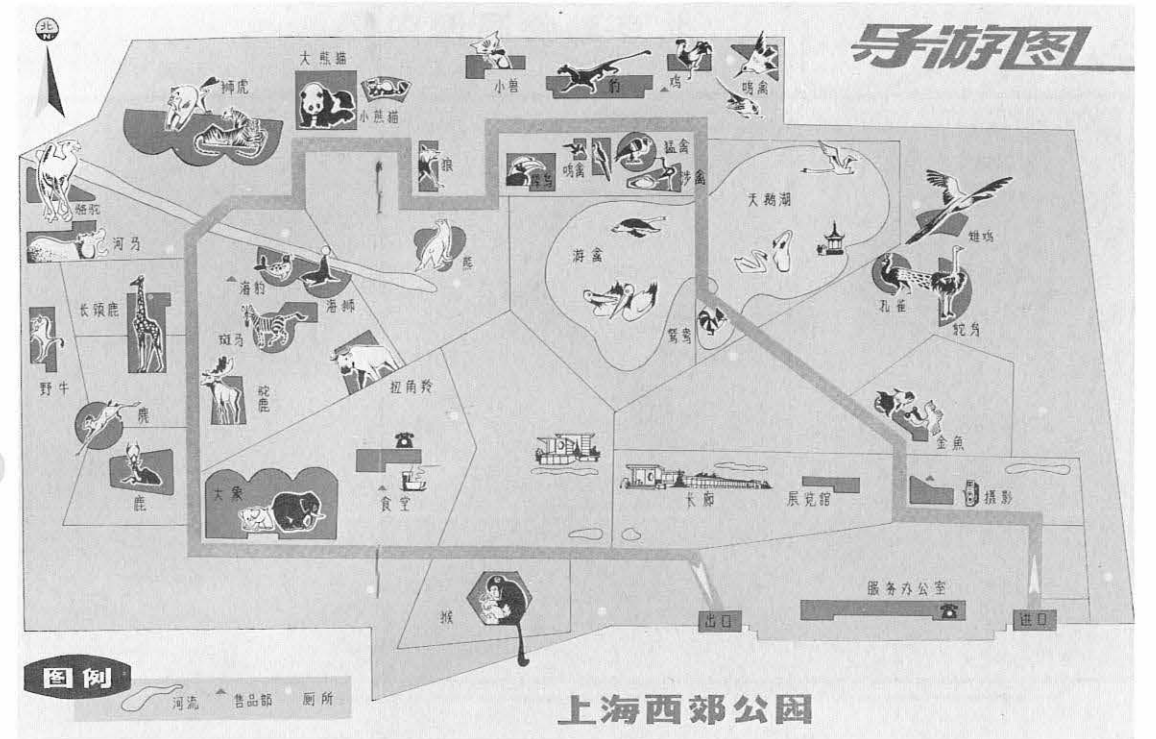 北
N
导游图
大熊猫
小兽
豹
鸡
鸣禽
狮虎
小熊猫
狼
犀鸟
鸣禽
猛禽
涉禽
天鹅湖
骆驼
河马
熊
游禽
雉鸡
海豹
海狮
长颈鹿
孔雀
鸵鸟
斑马
鸳鸯
野牛
驼鹿
扭角羚
麂
金鱼
鹿
大象
食堂
长廊
展览馆
摄影
猴
服务办公室
出口
进口
图例
河流
售品部
厕所
上海西郊公园